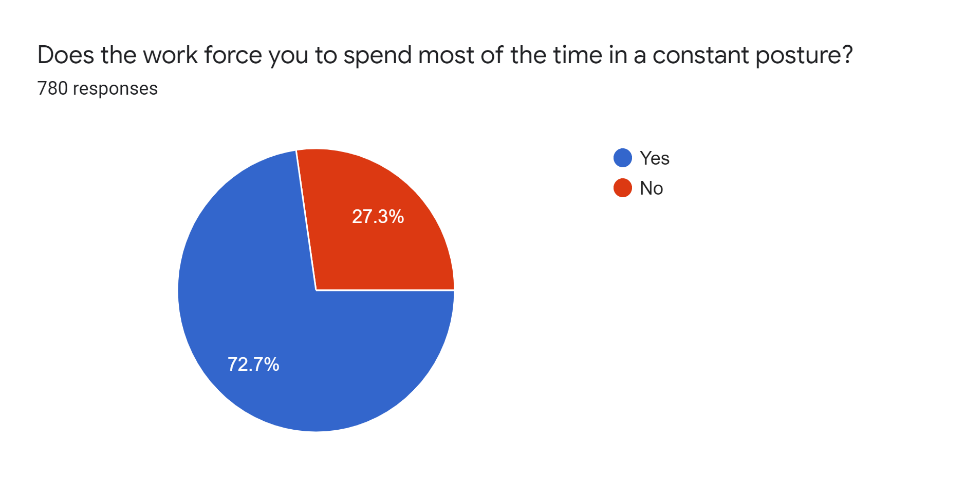 Does the work force you to spend most of the time in a constant posture?
780 responses
Yes
No
27.3%
72.7%